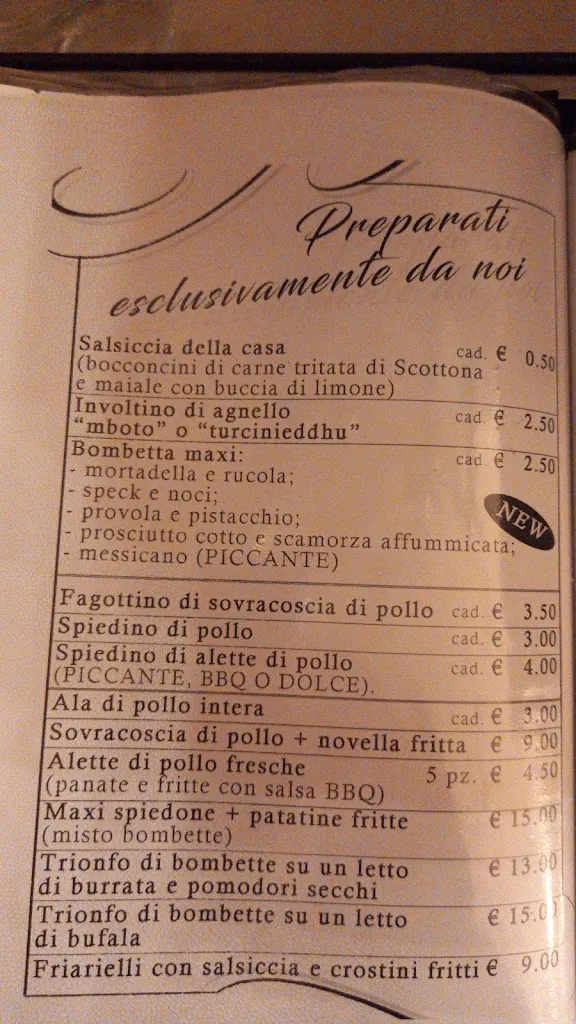 Preparati
esclusivamente da noi
Salsiccia della casa cad. € 0.50
(bocconcini di carne tritata di Scottona
e maiale con buccia di limone)
Involtino di agnello cad. € 2.50
“mboto” o “turcinieddhu”
Bombetta maxi: cad. € 2.50
- mortadella e rucola;
- speck e noci;
- provola e pistacchio;
NEW
- prosciutto cotto e scamorza affummicata;
- messicano (PICCANTE)
Fagottino di sovracoscia di pollo cad. € 3.50
Spiedino di pollo cad. € 3.00
Spiedino di alette di pollo cad. € 4.00
(PICCANTE, BBQ O DOLCE).
Ala di pollo intera cad. € 3.00
Sovracoscia di pollo + novella fritta € 9.00
Alette di pollo fresche 5 pz. € 4.50
(panate e fritte con salsa BBQ)
Maxi spiedone + patatine fritte € 15.00
(misto bombette)
Trionfo di bombette su un letto € 13.00
di burrata e pomodori secchi
Trionfo di bombette su un letto € 15.00
di bufala
Friarielli con salsiccia e crostini fritti € 9.00